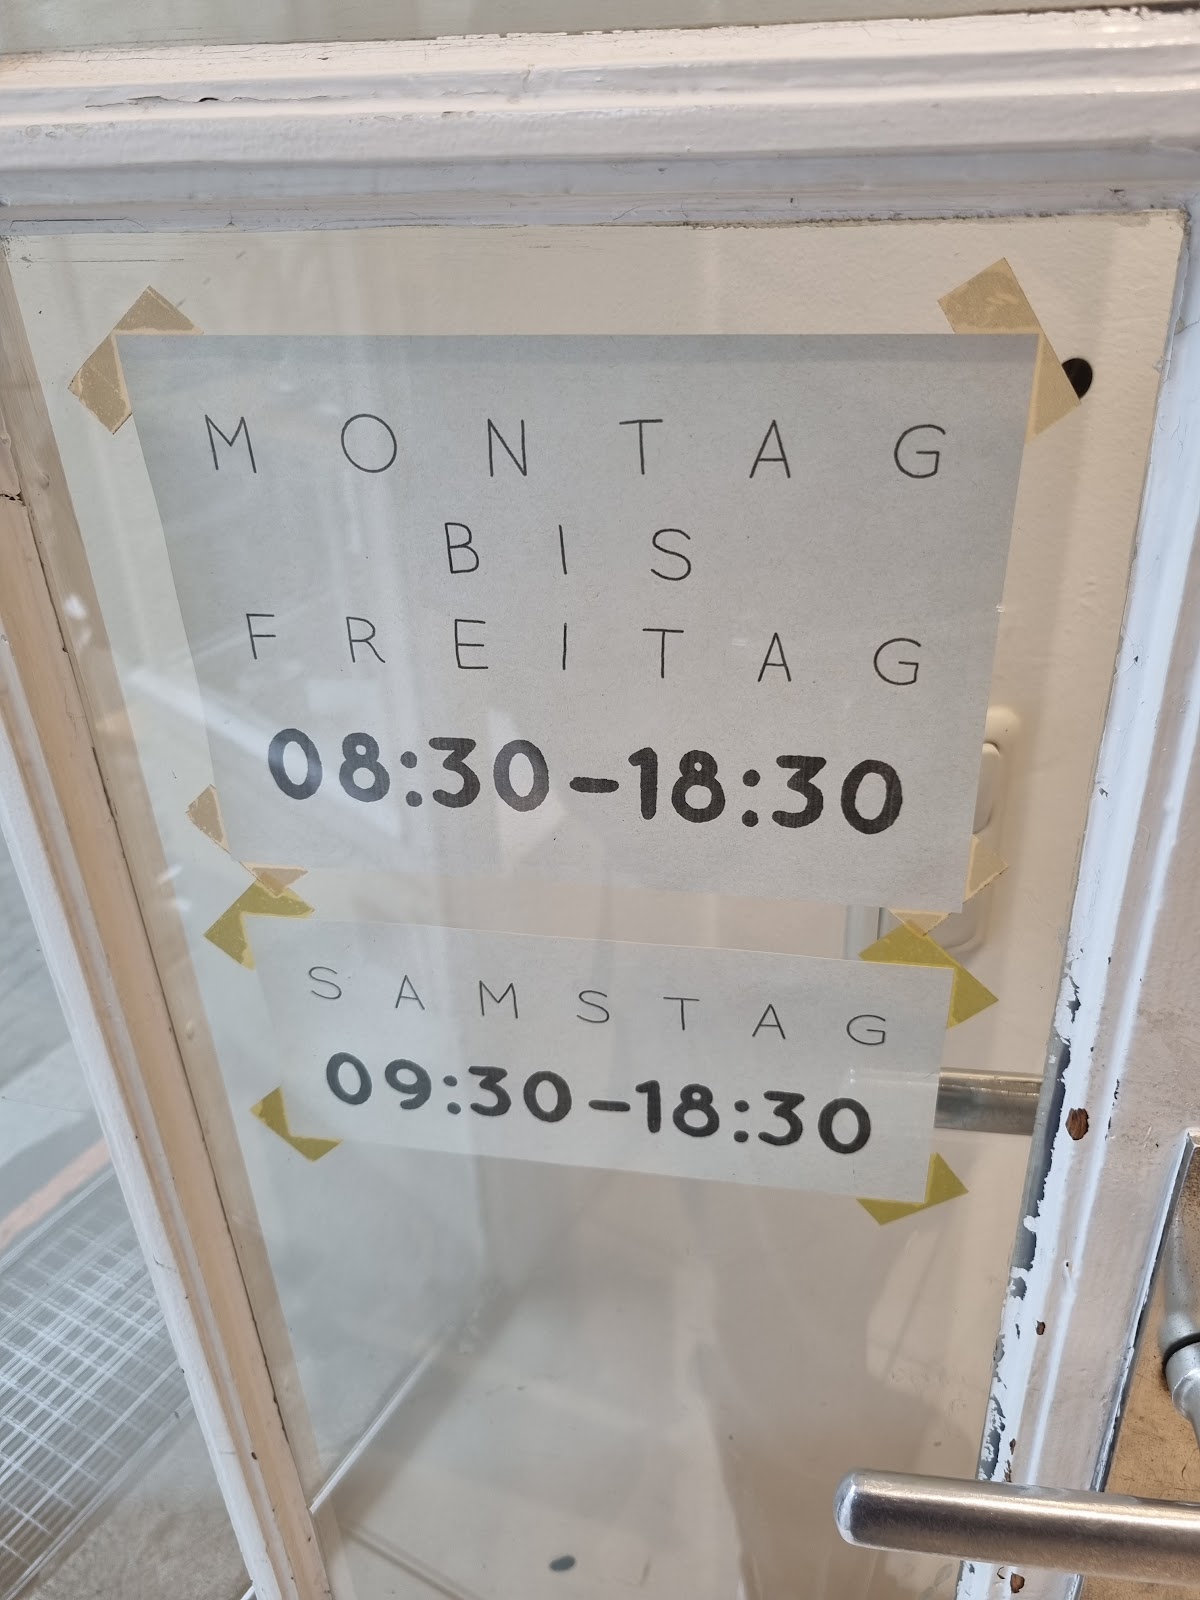 MONTAG
BIS
FREITAG
08:30–18:30
SAMSTAG
09:30–18:30